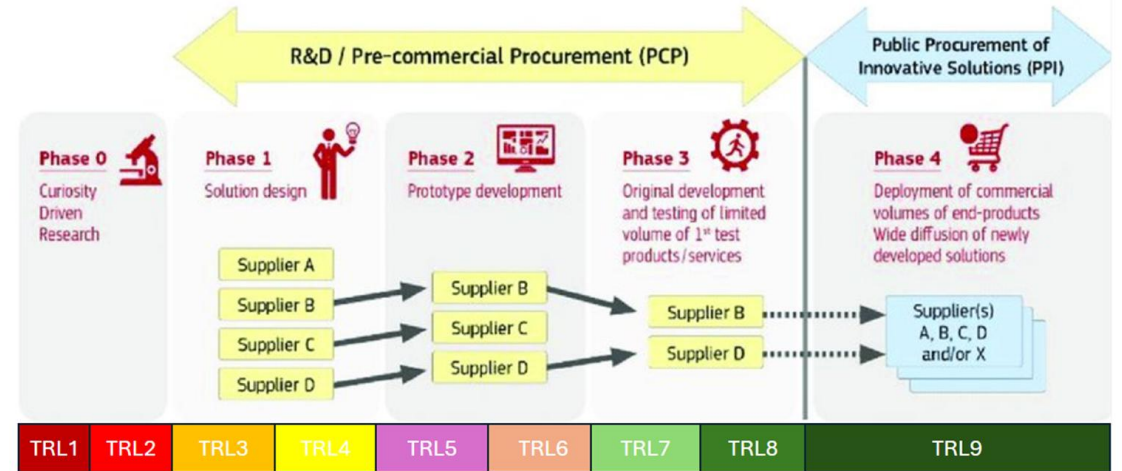 R&D / Pre-commercial Procurement (PCP)
Public Procurement of
Innovative Solutions (PPI)
Phase 0
Curiosity
Driven
Research
Phase 1
Solution design
Phase 2
Prototype development
Phase 3
Original development
and testing of limited
volume of 1st test
products/services
Phase 4
Deployment of commercial
volumes of end-products
Wide diffusion of newly
developed solutions
Supplier A
Supplier B
Supplier C
Supplier D
Supplier B
Supplier C
Supplier D
Supplier B
Supplier D
Supplier(s)
A, B, C, D
and/or X
TRL1 TRL2 TRL3 TRL4 TRL5 TRL6 TRL7 TRL8 TRL9